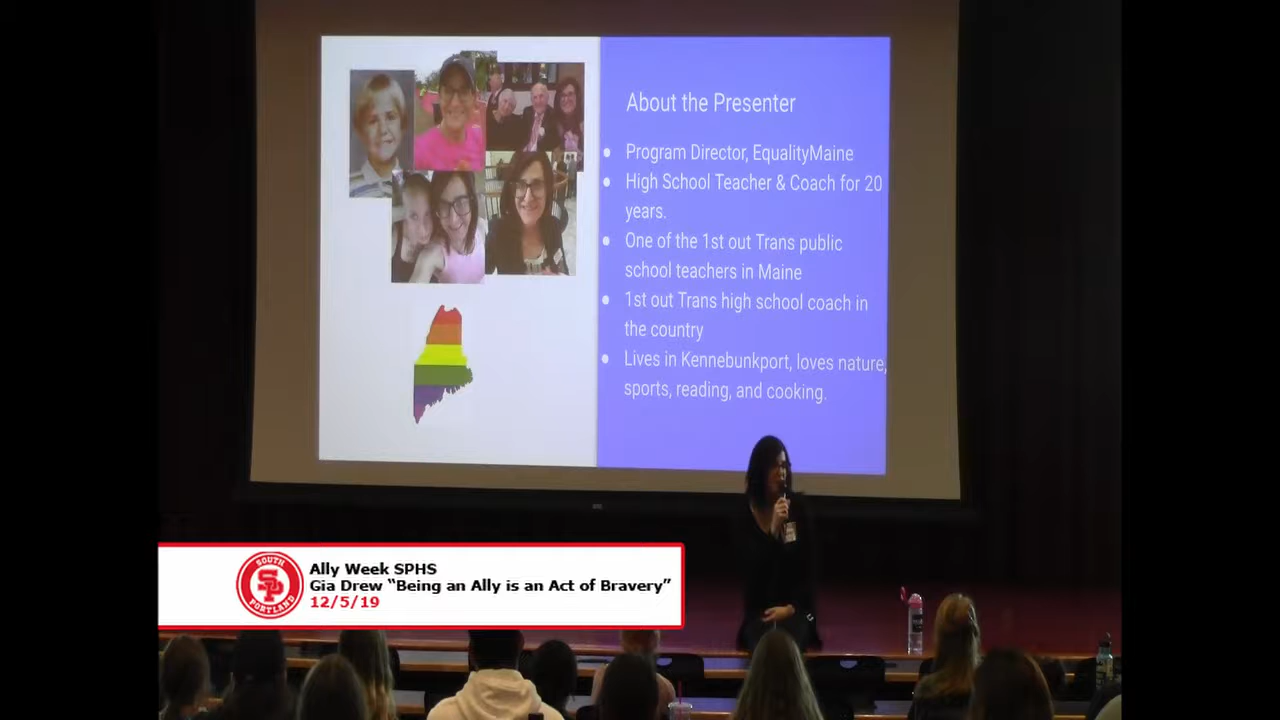 About the Presenter
Program Director, EqualityMaine
High School Teacher & Coach for 20
years.
One of the 1st out Trans public
school teachers in Maine
1st out Trans high school coach in
the country
Lives in Kennebunkport, loves nature,
sports, reading, and cooking.
SOUTH
SP
PORTLAND
Ally Week SPHS
Gia Drew “Being an Ally is an Act of Bravery”
12/5/19